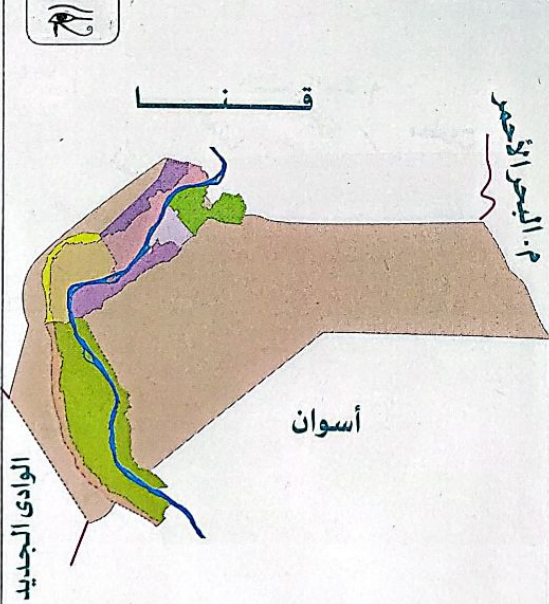 قـــنـــا
م. البحر الأحمر
أسوان
الوادى الجديد